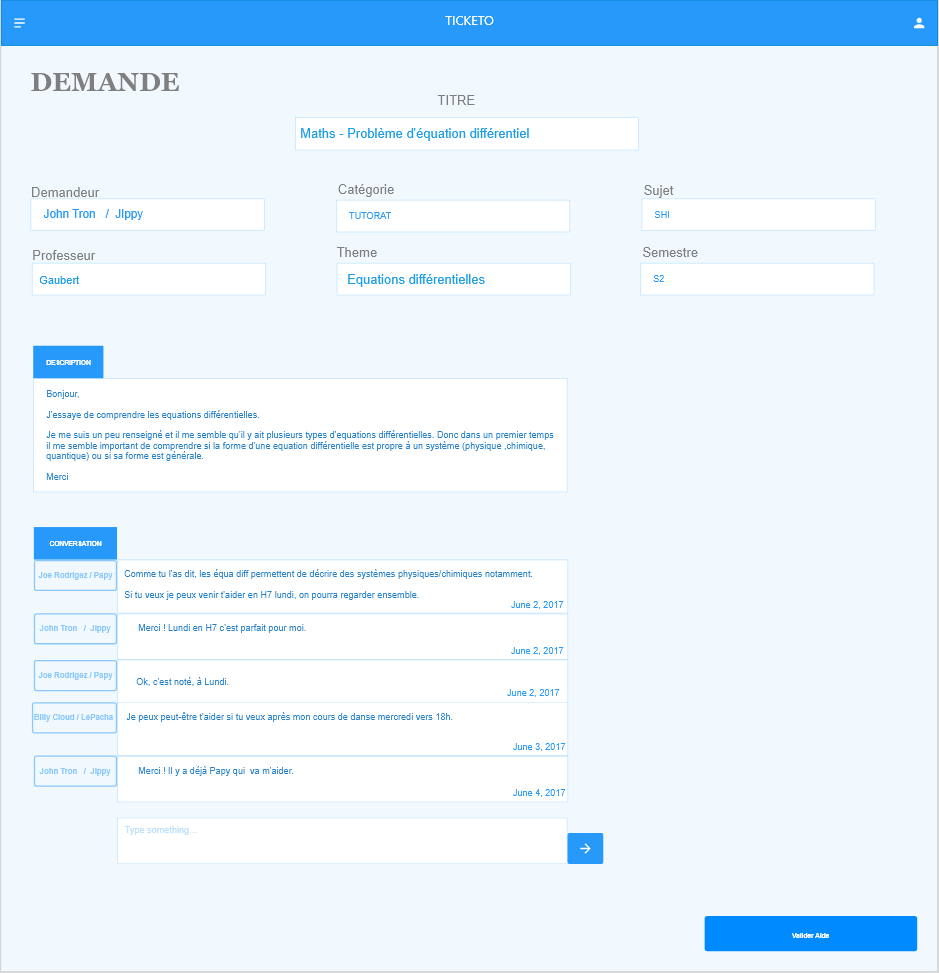 TICKETO
DEMANDE
TITRE
Maths - Problème d'équation différentiel
Demandeur
Catégorie
Sujet
John Tron / JIppy
TUTORAT
SHI
Professeur
Theme
Semestre
Gaubert
Equations différentielles
S2
DESCRIPTION
Bonjour,
J'essaye de comprendre les equations différentielles.
Je me suis un peu renseigné et il me semble qu'il y ait plusieurs types d'equations différentielles. Donc dans un premier temps
il me semble important de comprendre si la forme d'une equation différentielle est propre à un système (physique ,chimique,
quantique) ou si sa forme est générale.
Merci
CONVERSATION
Joe Rodrigez / Papy
Comme tu l'as dit, les équa diff permettent de décrire des systèmes physiques/chimiques notamment.
Si tu veux je peux venir t'aider en H7 lundi, on pourra regarder ensemble.
June 2, 2017
John Tron / Jippy
Merci ! Lundi en H7 c'est parfait pour moi.
June 2, 2017
Joe Rodrigez / Papy
Ok, c'est noté, à Lundi.
June 2, 2017
Billy Cloud / LePacha
Je peux peut-être t'aider si tu veux après mon cours de danse mercredi vers 18h.
June 3, 2017
John Tron / Jippy
Merci ! Il y a déjà Papy qui va m'aider.
June 4, 2017
Type something...
Valider Aide